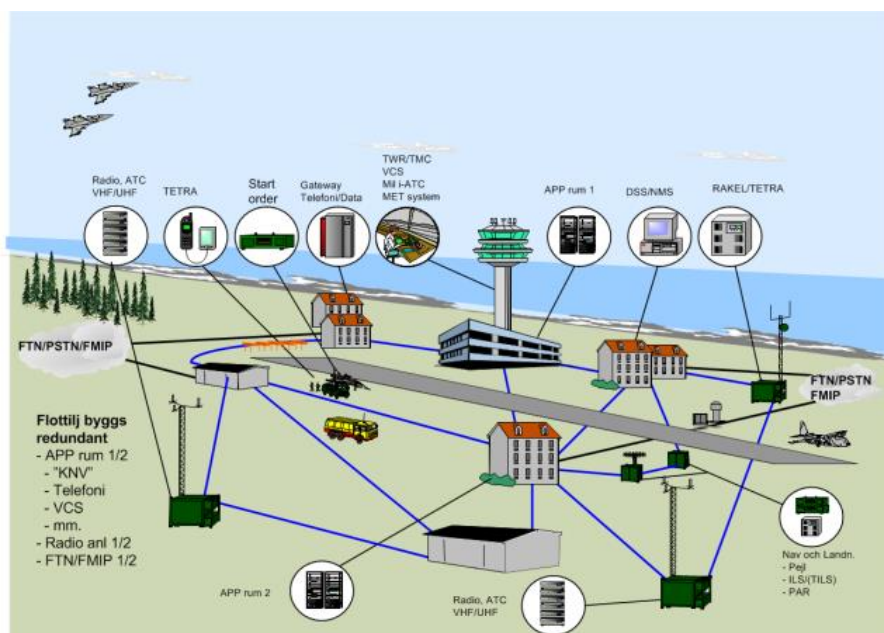 Radio, ATC
VHF/UHF
TETRA
Start
order
Gateway
Telefoni/Data
TWR/TMC
VCS
Mil i-ATC
MET system
APP rum 1
DSS/NMS
RAKEL/TETRA
FTN/PSTN/FMIP
FTN/PSTN
FMIP
Flottilj byggs
redundant
- APP rum 1/2
- "KNV"
- Telefoni
- VCS
- mm.
- Radio anl 1/2
- FTN/FMIP 1/2
Nav och Landn.
- Pejl
- ILS/(TILS)
- PAR
APP rum 2
Radio, ATC
VHF/UHF